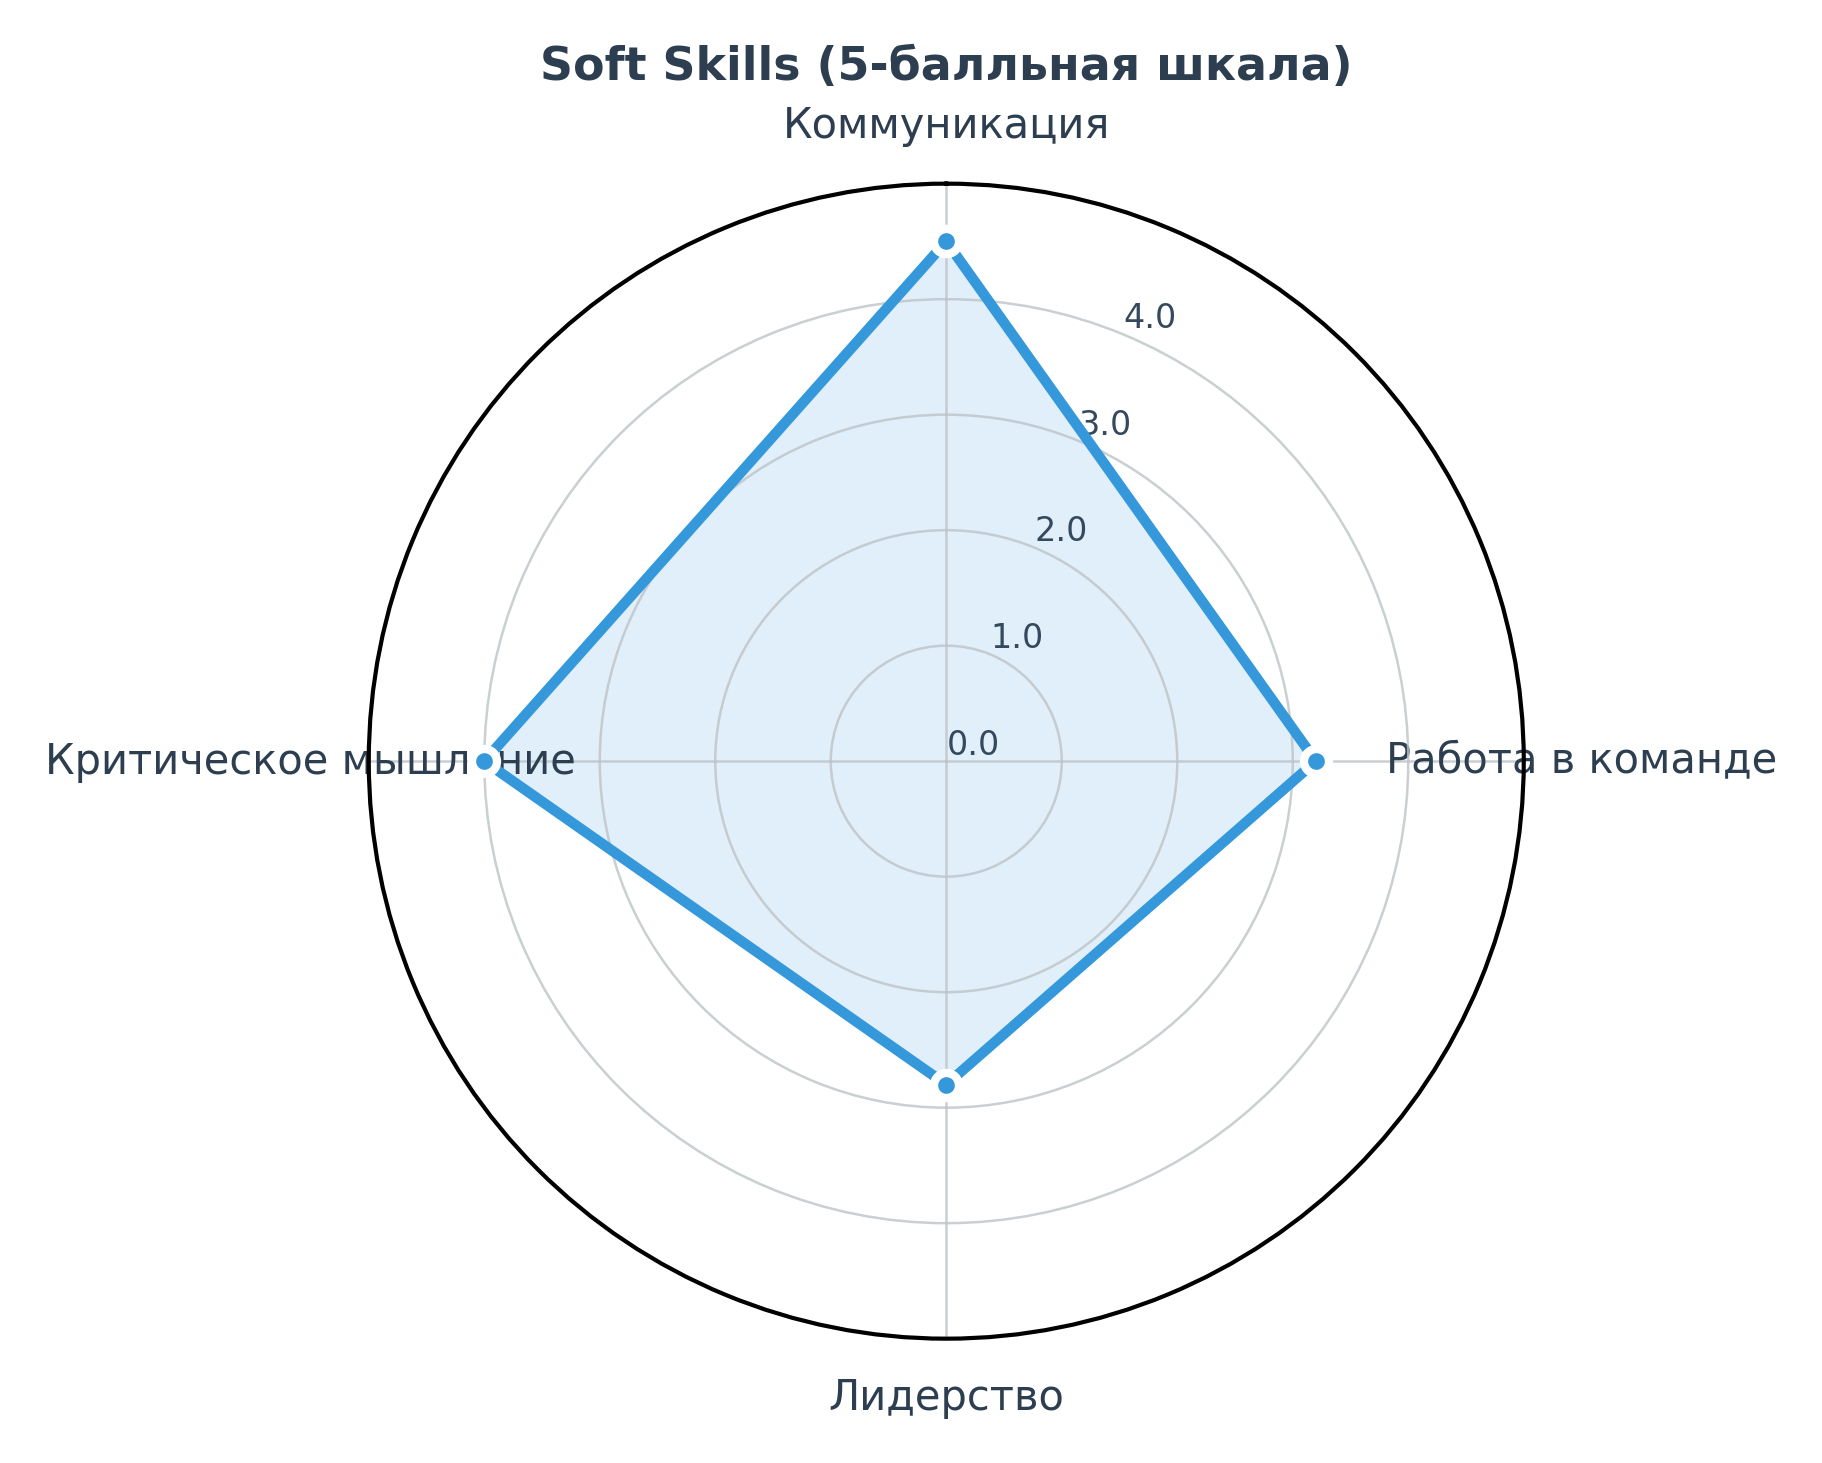 Soft Skills (5-балльная шкала)
Коммуникация
4.0
3.0
2.0
1.0
0.0
Критическое мышление
Работа в команде
Лидерство